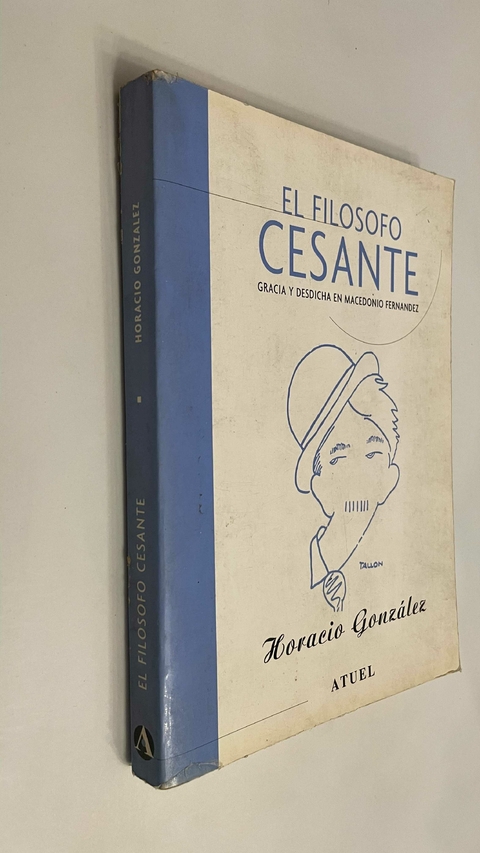 EL FILOSOFO
CESANTE
GRACIA Y DESDICHA EN MACEDONIO FERNANDEZ
TALLON
Horacio González
ATUEL
EL FILOSOFO CESANTE ■ HORACIO GONZALEZ
A